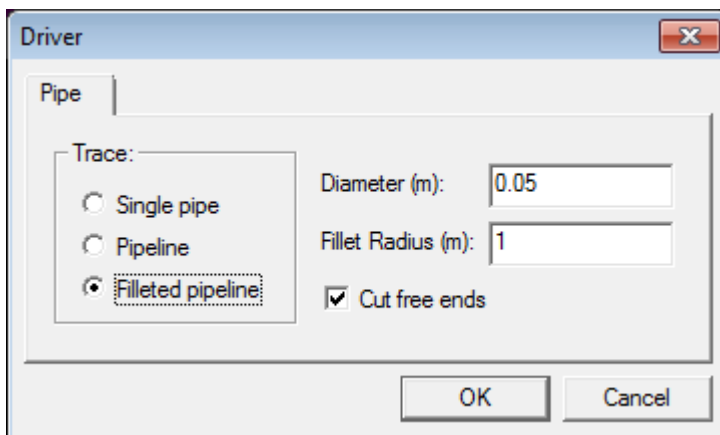 Driver
Pipe
Trace:
Single pipe
Pipeline
Filleted pipeline
Diameter (m): 0.05
Fillet Radius (m): 1
Cut free ends
OK Cancel